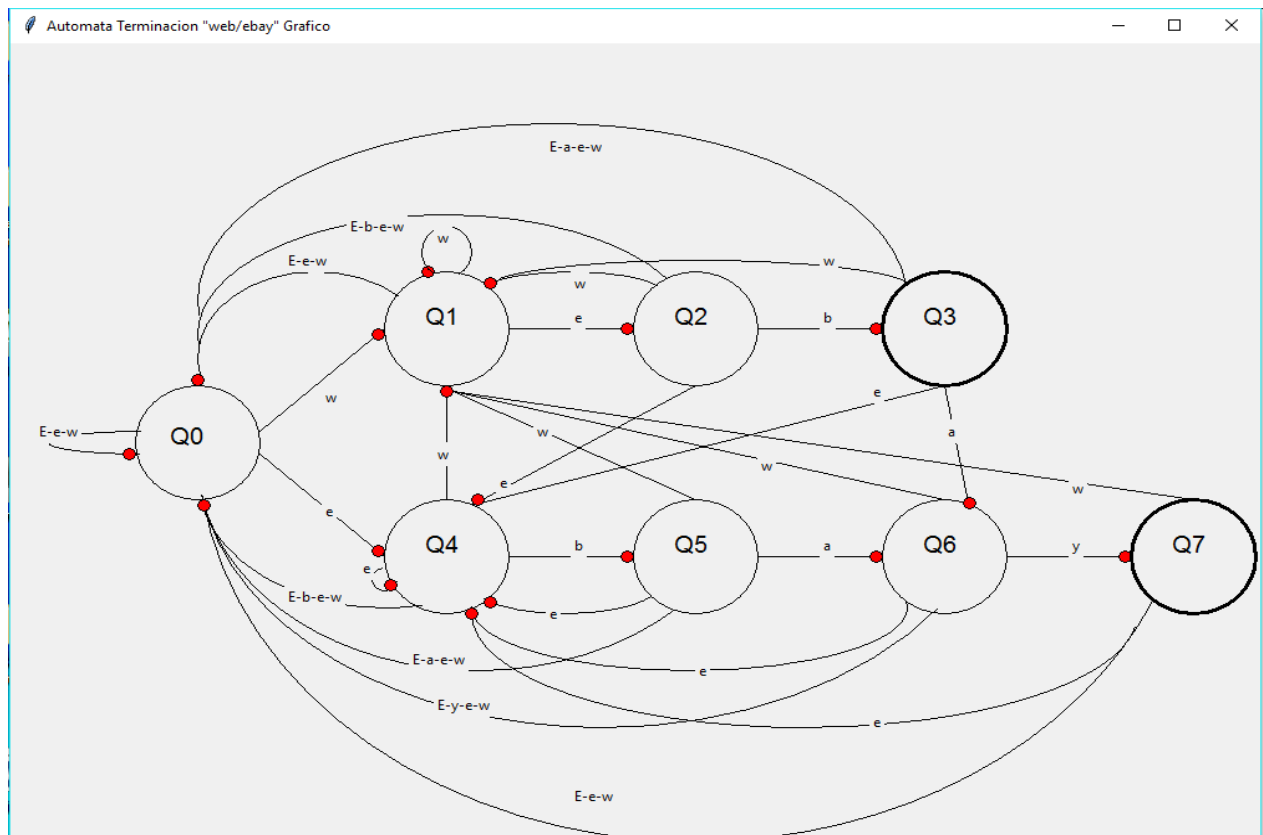 Automata Terminacion "web/ebay" Grafico
E-a-e-w
E-b-e-w
w
E-e-w
w
w
Q1
e
Q2
b
Q3
w
e
E-e-w
Q0
a
w
w
w
e
w
e
Q4
b
Q5
a
Q6
y
Q7
e
E-b-e-w
e
E-a-e-w
e
E-y-e-w
e
E-e-w